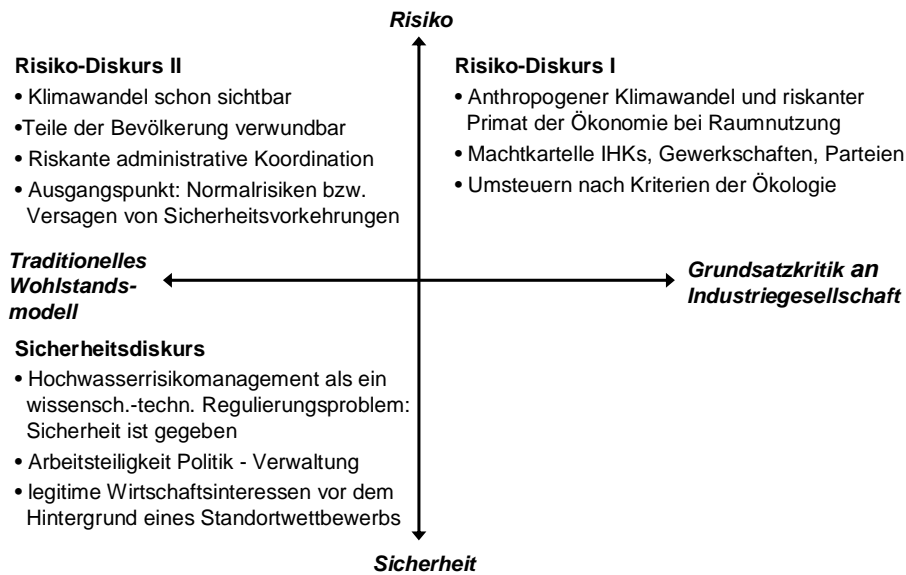 Risiko
Risiko-Diskurs II
• Klimawandel schon sichtbar
•Teile der Bevölkerung verwundbar
• Riskante administrative Koordination
• Ausgangspunkt: Normalrisiken bzw.
Versagen von Sicherheitsvorkehrungen
Risiko-Diskurs I
• Anthropogener Klimawandel und riskanter
Primat der Ökonomie bei Raumnutzung
• Machtkartelle IHKs, Gewerkschaften, Parteien
• Umsteuern nach Kriterien der Ökologie
Traditionelles
Wohlstands-
modell
Grundsatzkritik an
Industriegesellschaft
Sicherheitsdiskurs
• Hochwasserrisikomanagement als ein
wissensch.-techn. Regulierungsproblem:
Sicherheit ist gegeben
• Arbeitsteiligkeit Politik - Verwaltung
• legitime Wirtschaftsinteressen vor dem
Hintergrund eines Standortwettbewerbs
Sicherheit